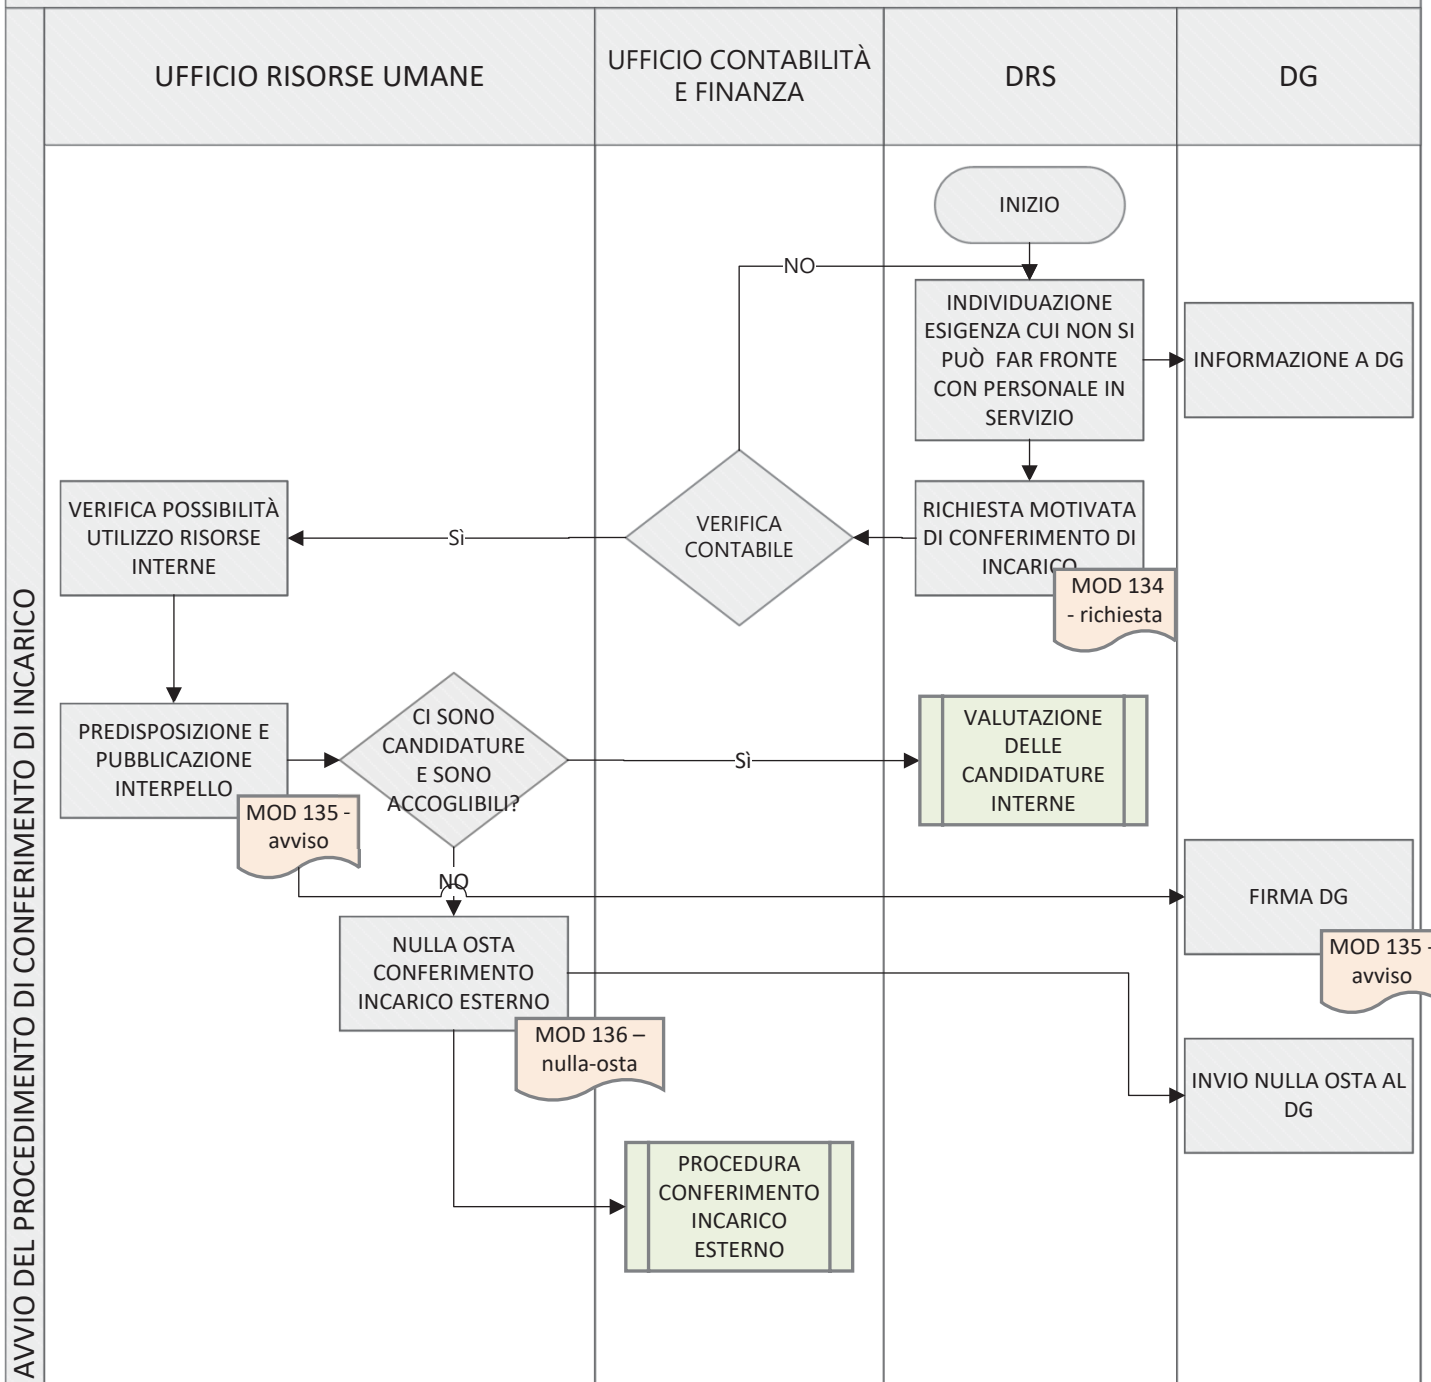 UFFICIO RISORSE UMANE
UFFICIO CONTABILITÀ
E FINANZA
DRS
DG
AVVIO DEL PROCEDIMENTO DI CONFERIMENTO DI INCARICO
INIZIO
NO
INDIVIDUAZIONE
ESIGENZA CUI NON SI
PUÒ FAR FRONTE
CON PERSONALE IN
SERVIZIO
INFORMAZIONE A DG
VERIFICA POSSIBILITÀ
UTILIZZO RISORSE
INTERNE
Sì
VERIFICA
CONTABILE
RICHIESTA MOTIVATA
DI CONFERIMENTO DI
INCARICO
MOD 134
- richiesta
PREDISPOSIZIONE E
PUBBLICAZIONE
INTERPELLO
MOD 135 -
avviso
CI SONO
CANDIDATURE
E SONO
ACCOGLIBILI?
Sì
VALUTAZIONE
DELLE
CANDIDATURE
INTERNE
NO
FIRMA DG
MOD 135 -
avviso
NULLA OSTA
CONFERIMENTO
INCARICO ESTERNO
MOD 136 –
nulla-osta
INVIO NULLA OSTA AL
DG
PROCEDURA
CONFERIMENTO
INCARICO
ESTERNO